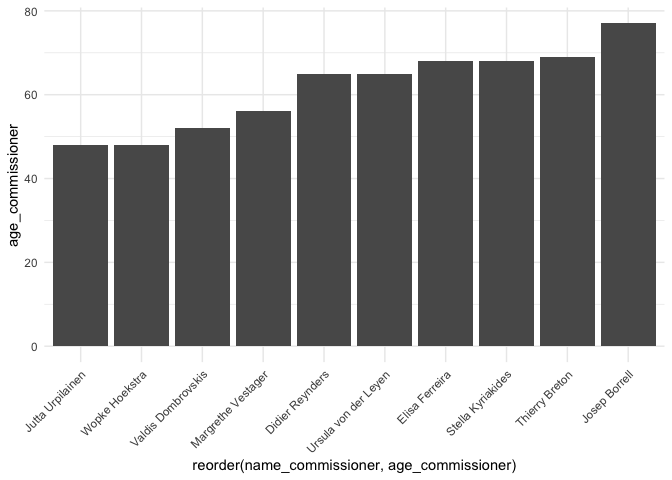 80
60
40
20
0
age_commissioner
Jutta Urpilainen
Wopke Hoekstra
Valdis Dombrovskis
Margrethe Vestager
Didier Reynders
Ursula von der Leyen
Elisa Ferreira
Stella Kyriakides
Thierry Breton
Josep Borrell
reorder(name_commissioner, age_commissioner)